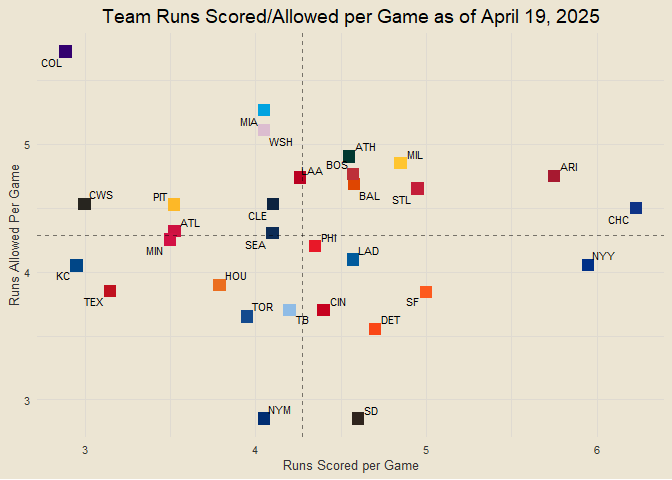 Team Runs Scored/Allowed per Game as of April 19, 2025
COL
MIA
WSH
5
ATH
BOS
MIL
LAA
ARI
BAL
STL
CWS
PIT
CLE
CHC
ATL
MIN
SEA
PHI
LAD
NYY
4
KC
HOU
TEX
SF
TOR
TB
CIN
DET
3
NYM
SD
3
4
5
6
Runs Allowed Per Game
Runs Scored per Game